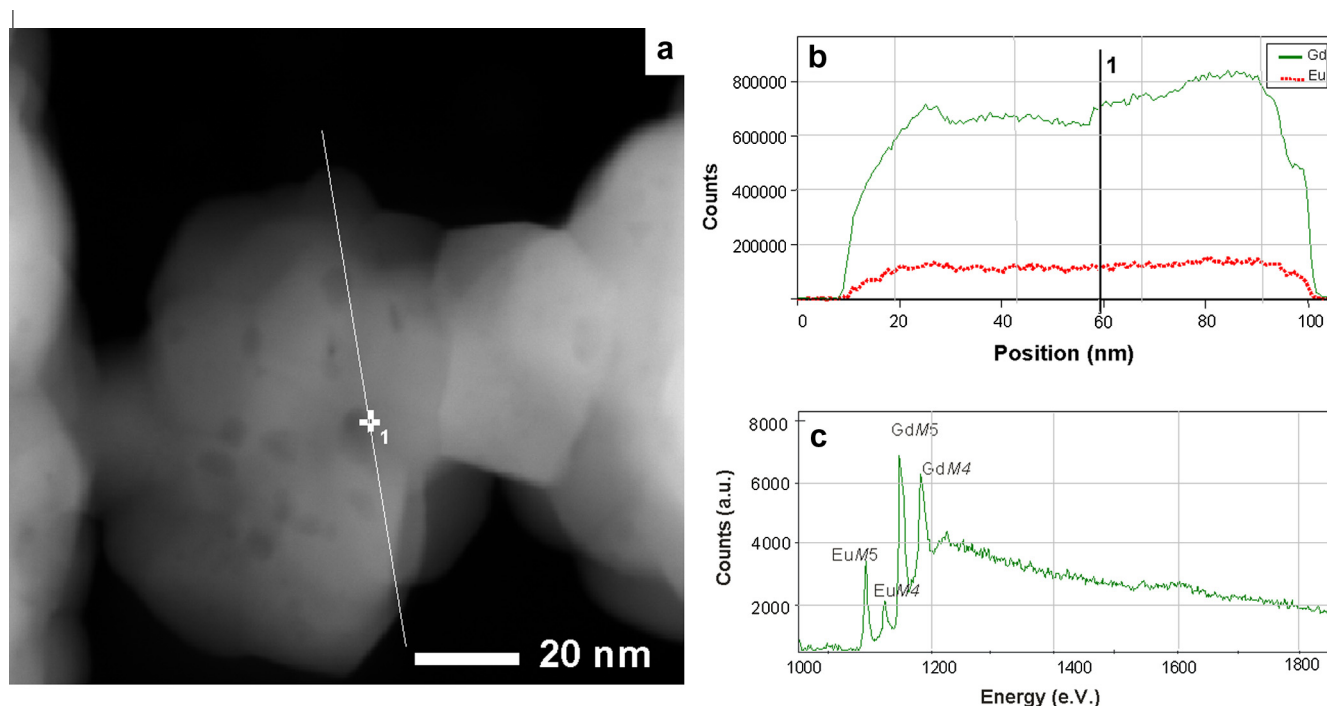 a
1
20 nm
b
1
Gd
Eu
800000
600000
400000
200000
0
Counts
0 20 40 60 80 100
Position (nm)
c
GdM5
GdM4
EuM5
EuM4
8000
6000
4000
2000
Counts (a.u.)
1000 1200 1400 1600 1800
Energy (e.V.)